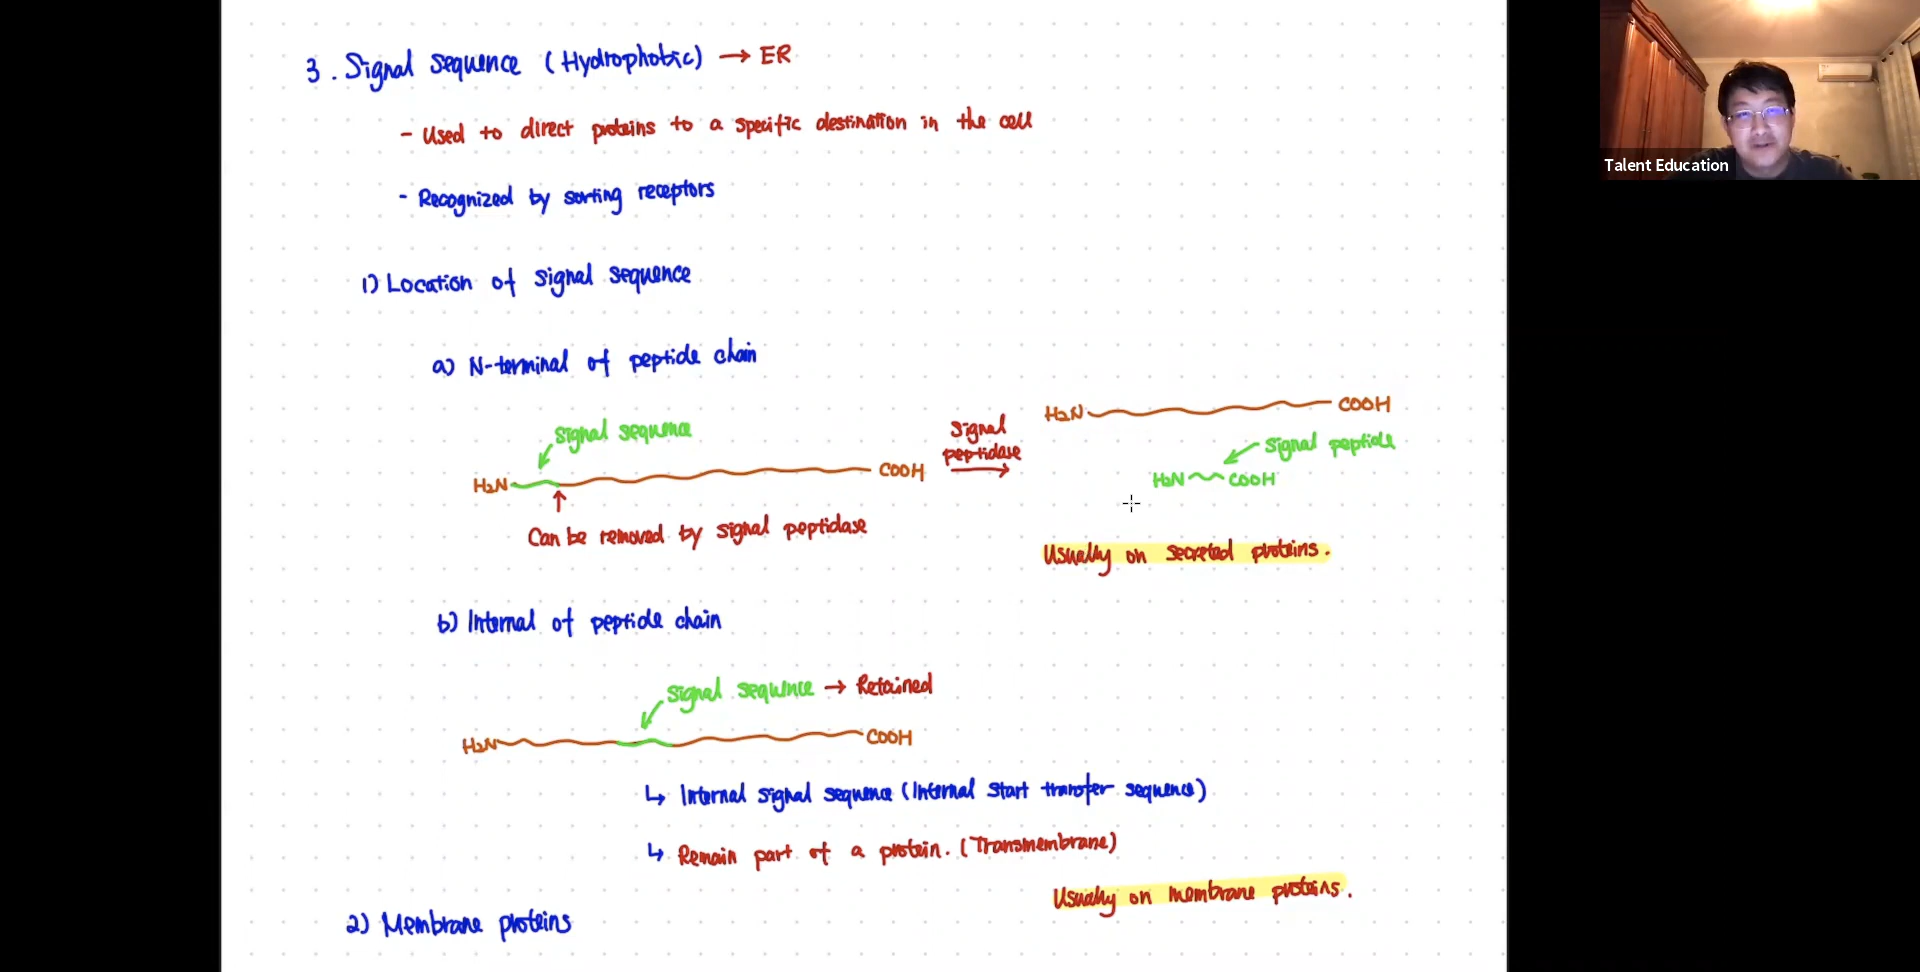 3. Signal sequence (Hydrophobic) → ER
- Used to direct proteins to a specific destination in the cell
- Recognized by sorting receptors
1) Location of signal sequence
a) N-terminal of peptide chain
signal sequence
H₂N COOH
Can be removed by signal peptidase
Signal
peptidase
H₂N COOH
signal peptide
H₂N COOH
Usually on secreted proteins.
b) Internal of peptide chain
signal sequence → Retained
H₂N COOH
↳ Internal signal sequence (Internal start transfer sequence)
↳ Remain part of a protein. (Transmembrane)
Usually on membrane proteins.
2) Membrane proteins
Talent Education